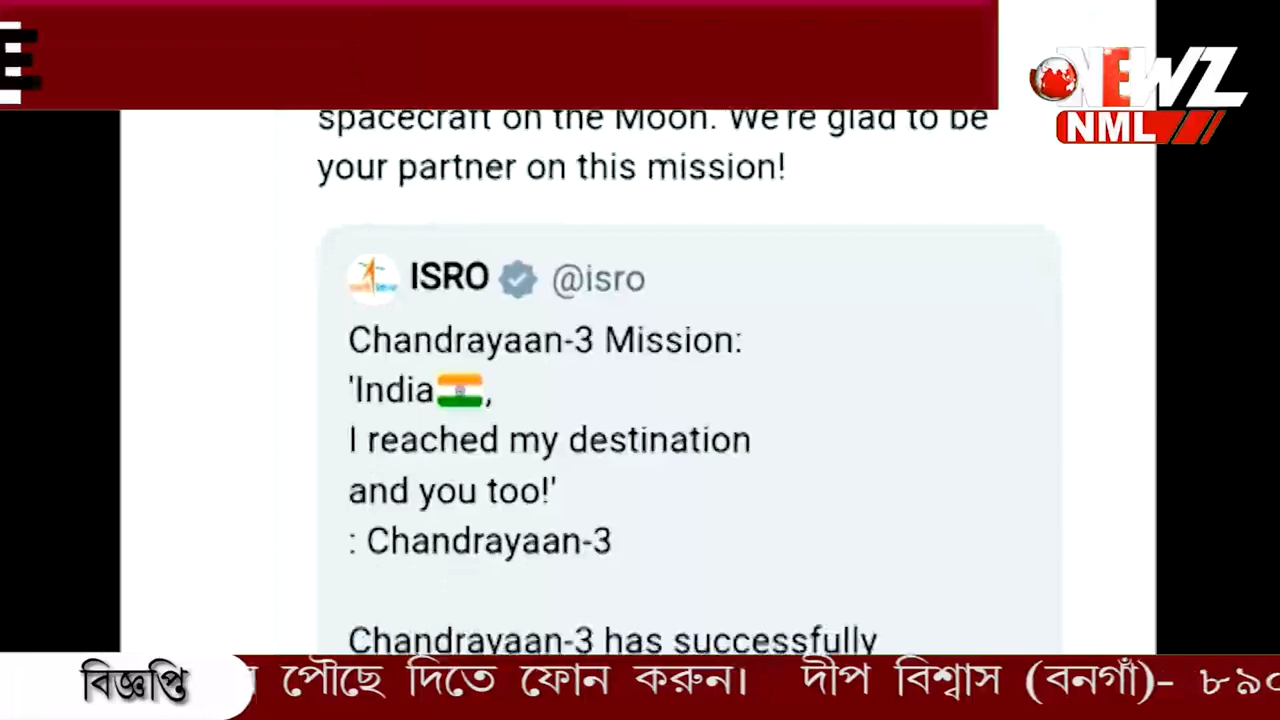 E
NEWZ
NML
spacecraft on the Moon. We're glad to be
your partner on this mission!
ISRO @isro
Chandrayaan-3 Mission:
'India🇮🇳,
I reached my destination
and you too!'
: Chandrayaan-3
Chandrayaan-3 has successfully
বিজ্ঞপ্তি
পৌছে দিতে ফোন করুন। দীপ বিশ্বাস (বনগাঁ)- ৮৯০